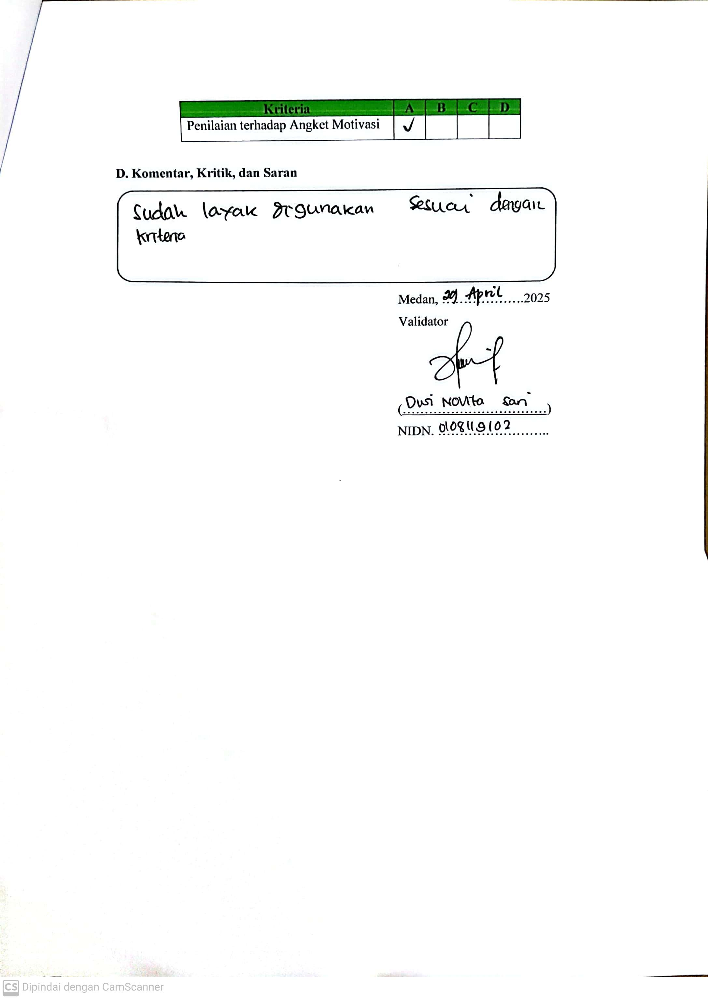 Kriteria A B C D
Penilaian terhadap Angket Motivasi ✓
D. Komentar, Kritik, dan Saran
Sudah layak digunakan sesuai dengan
kriteria
Medan, 29 April 2025
Validator
(Dwi Novita Sari)
NIDN. 0108119102
CS Dipindai dengan CamScanner